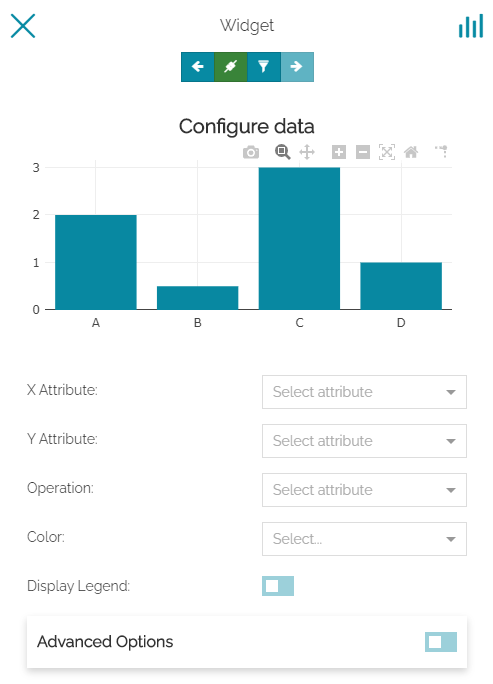 Widget
Configure data
3
2
1
0
A B C D
X Attribute: Select attribute
Y Attribute: Select attribute
Operation: Select attribute
Color: Select...
Display Legend:
Advanced Options